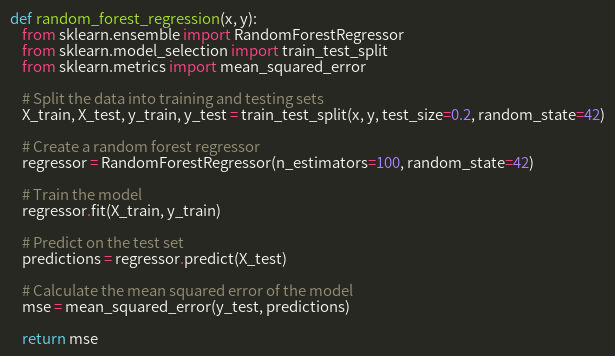 def random_forest_regression(x, y):
from sklearn.ensemble import RandomForestRegressor
from sklearn.model_selection import train_test_split
from sklearn.metrics import mean_squared_error
# Split the data into training and testing sets
X_train, X_test, y_train, y_test = train_test_split(x, y, test_size=0.2, random_state=42)
# Create a random forest regressor
regressor = RandomForestRegressor(n_estimators=100, random_state=42)
# Train the model
regressor.fit(X_train, y_train)
# Predict on the test set
predictions = regressor.predict(X_test)
# Calculate the mean squared error of the model
mse = mean_squared_error(y_test, predictions)
return mse